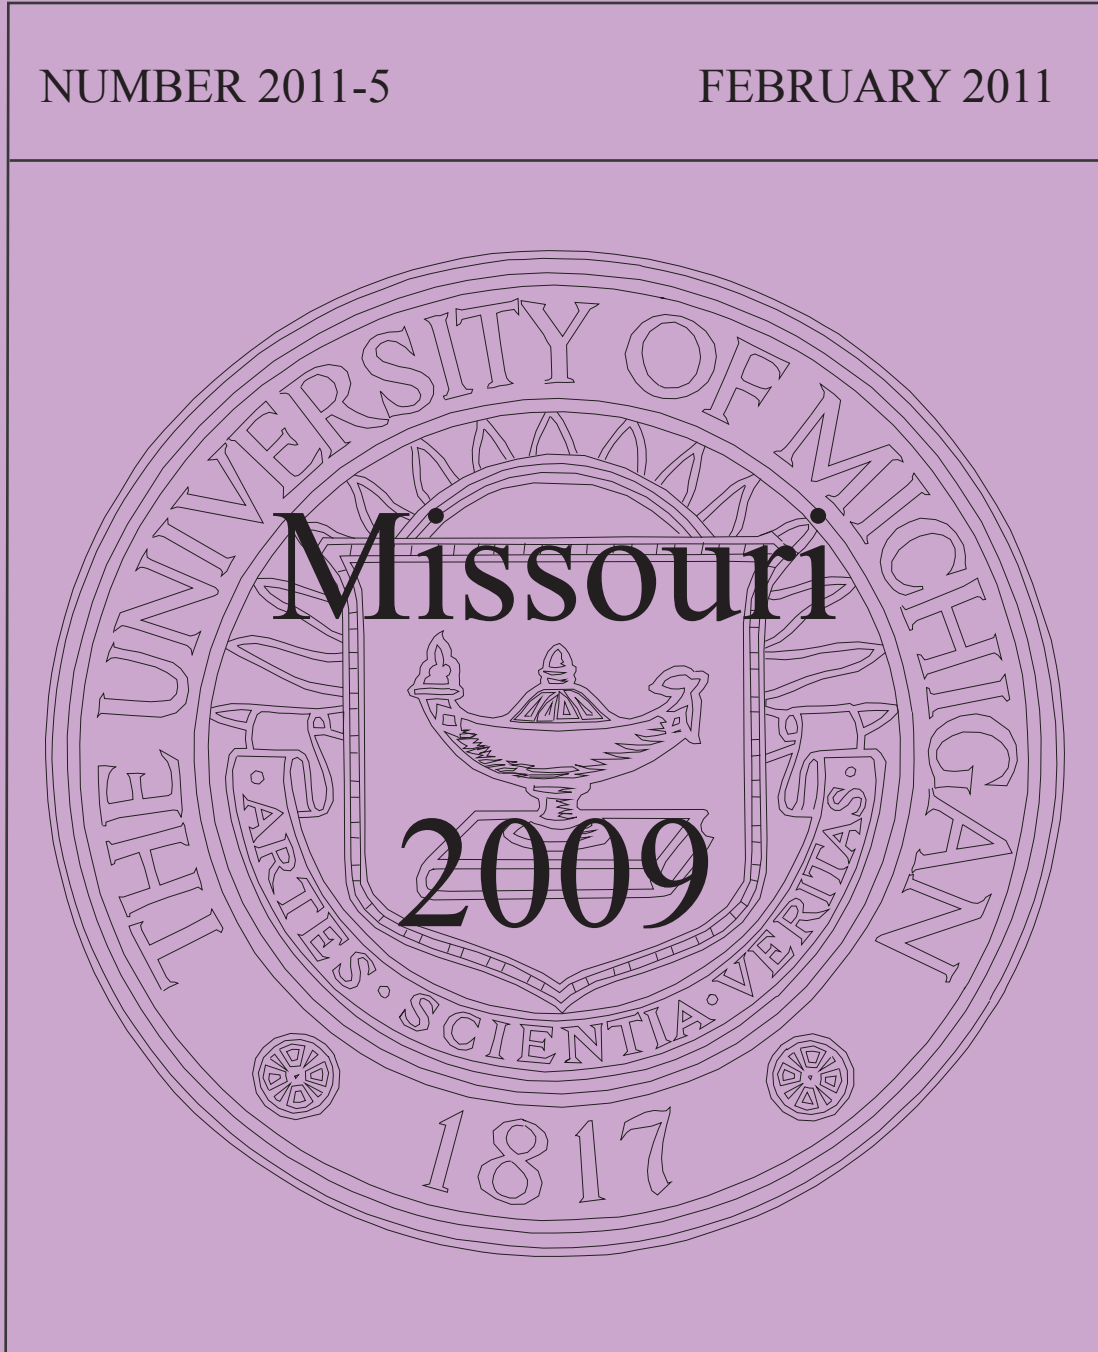 NUMBER 2011-5 FEBRUARY 2011
THE UNIVERSITY OF MICHIGAN
Missouri
2009
ARTES · SCIENTIA · VERITAS
1817